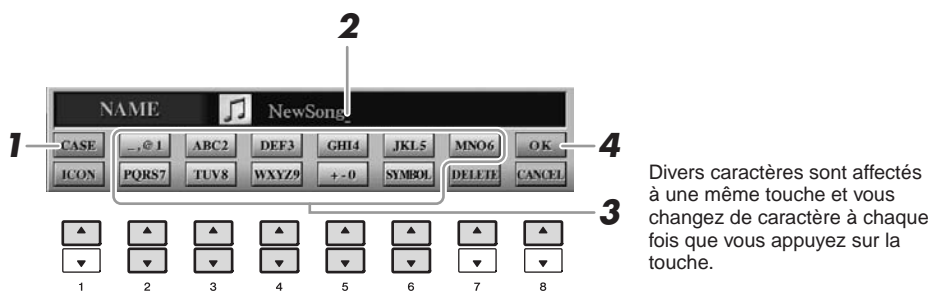 2
NAME NewSong_
1 CASE _,@1 ABC2 DEF3 GHI4 JKL5 MNO6 OK 4
ICON PQRS7 TUV8 WXYZ9 +-0 SYMBOL DELETE CANCEL
3
1 2 3 4 5 6 7 8
Divers caractères sont affectés
à une même touche et vous
changez de caractère à chaque
fois que vous appuyez sur la
touche.